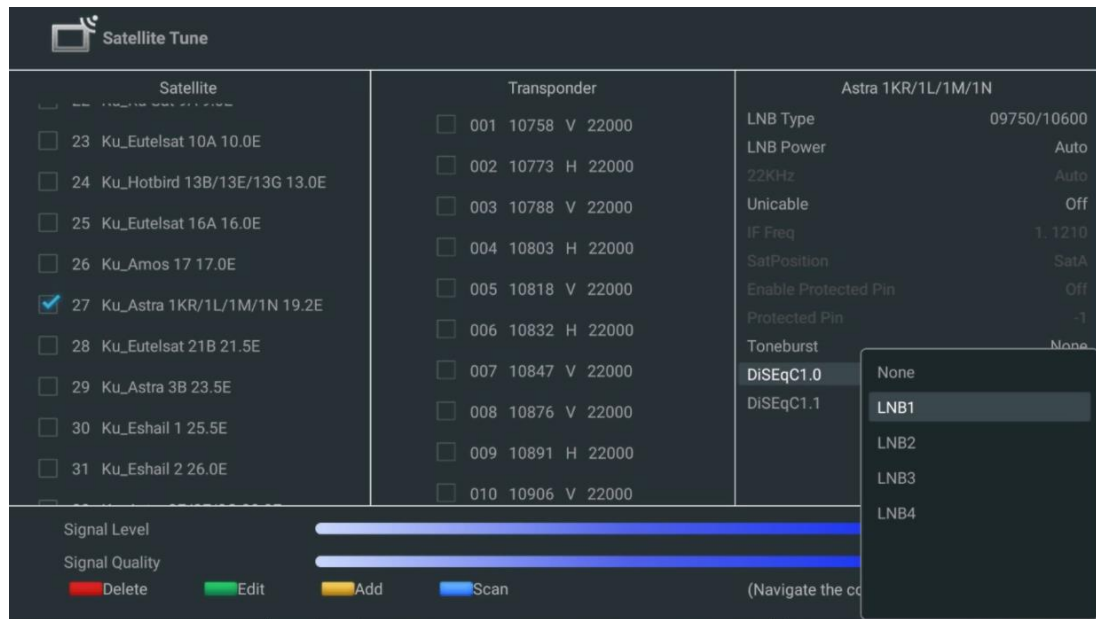 Satellite Tune
Satellite
23 Ku_Eutelsat 10A 10.0E
24 Ku_Hotbird 13B/13E/13G 13.0E
25 Ku_Eutelsat 16A 16.0E
26 Ku_Amos 17 17.0E
27 Ku_Astra 1KR/1L/1M/1N 19.2E
28 Ku_Eutelsat 21B 21.5E
29 Ku_Astra 3B 23.5E
30 Ku_Eshail 1 25.5E
31 Ku_Eshail 2 26.0E
Transponder
001 10758 V 22000
002 10773 H 22000
003 10788 V 22000
004 10803 H 22000
005 10818 V 22000
006 10832 H 22000
007 10847 V 22000
008 10876 V 22000
009 10891 H 22000
010 10906 V 22000
Astra 1KR/1L/1M/1N
LNB Type 09750/10600
LNB Power Auto
22KHz Auto
Unicable Off
IF Freq 1. 1210
SatPosition SatA
Enable Protected Pin Off
Protected Pin -1
Toneburst None
DiSEqC1.0
DiSEqC1.1
None
LNB1
LNB2
LNB3
LNB4
Signal Level
Signal Quality
Delete Edit Add Scan (Navigate the